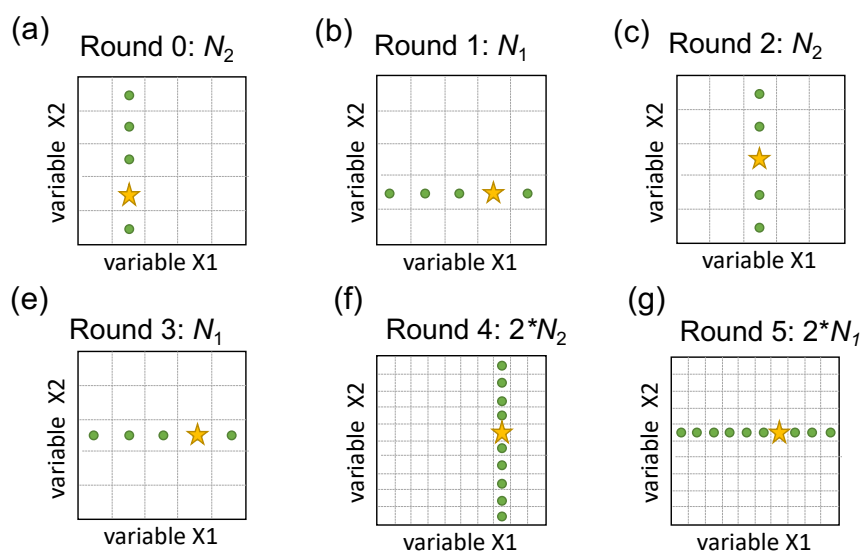 (a)
Round 0: N2
variable X2
variable X1
(b)
Round 1: N1
variable X2
variable X1
(c)
Round 2: N2
variable X2
variable X1
(e)
Round 3: N1
variable X2
variable X1
(f)
Round 4: 2*N2
variable X2
variable X1
(g)
Round 5: 2*N1
variable X2
variable X1